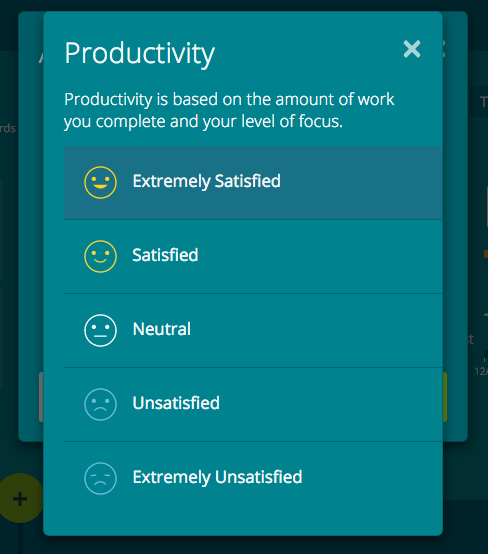 Productivity
Productivity is based on the amount of work
you complete and your level of focus.
Extremely Satisfied
Satisfied
Neutral
Unsatisfied
Extremely Unsatisfied